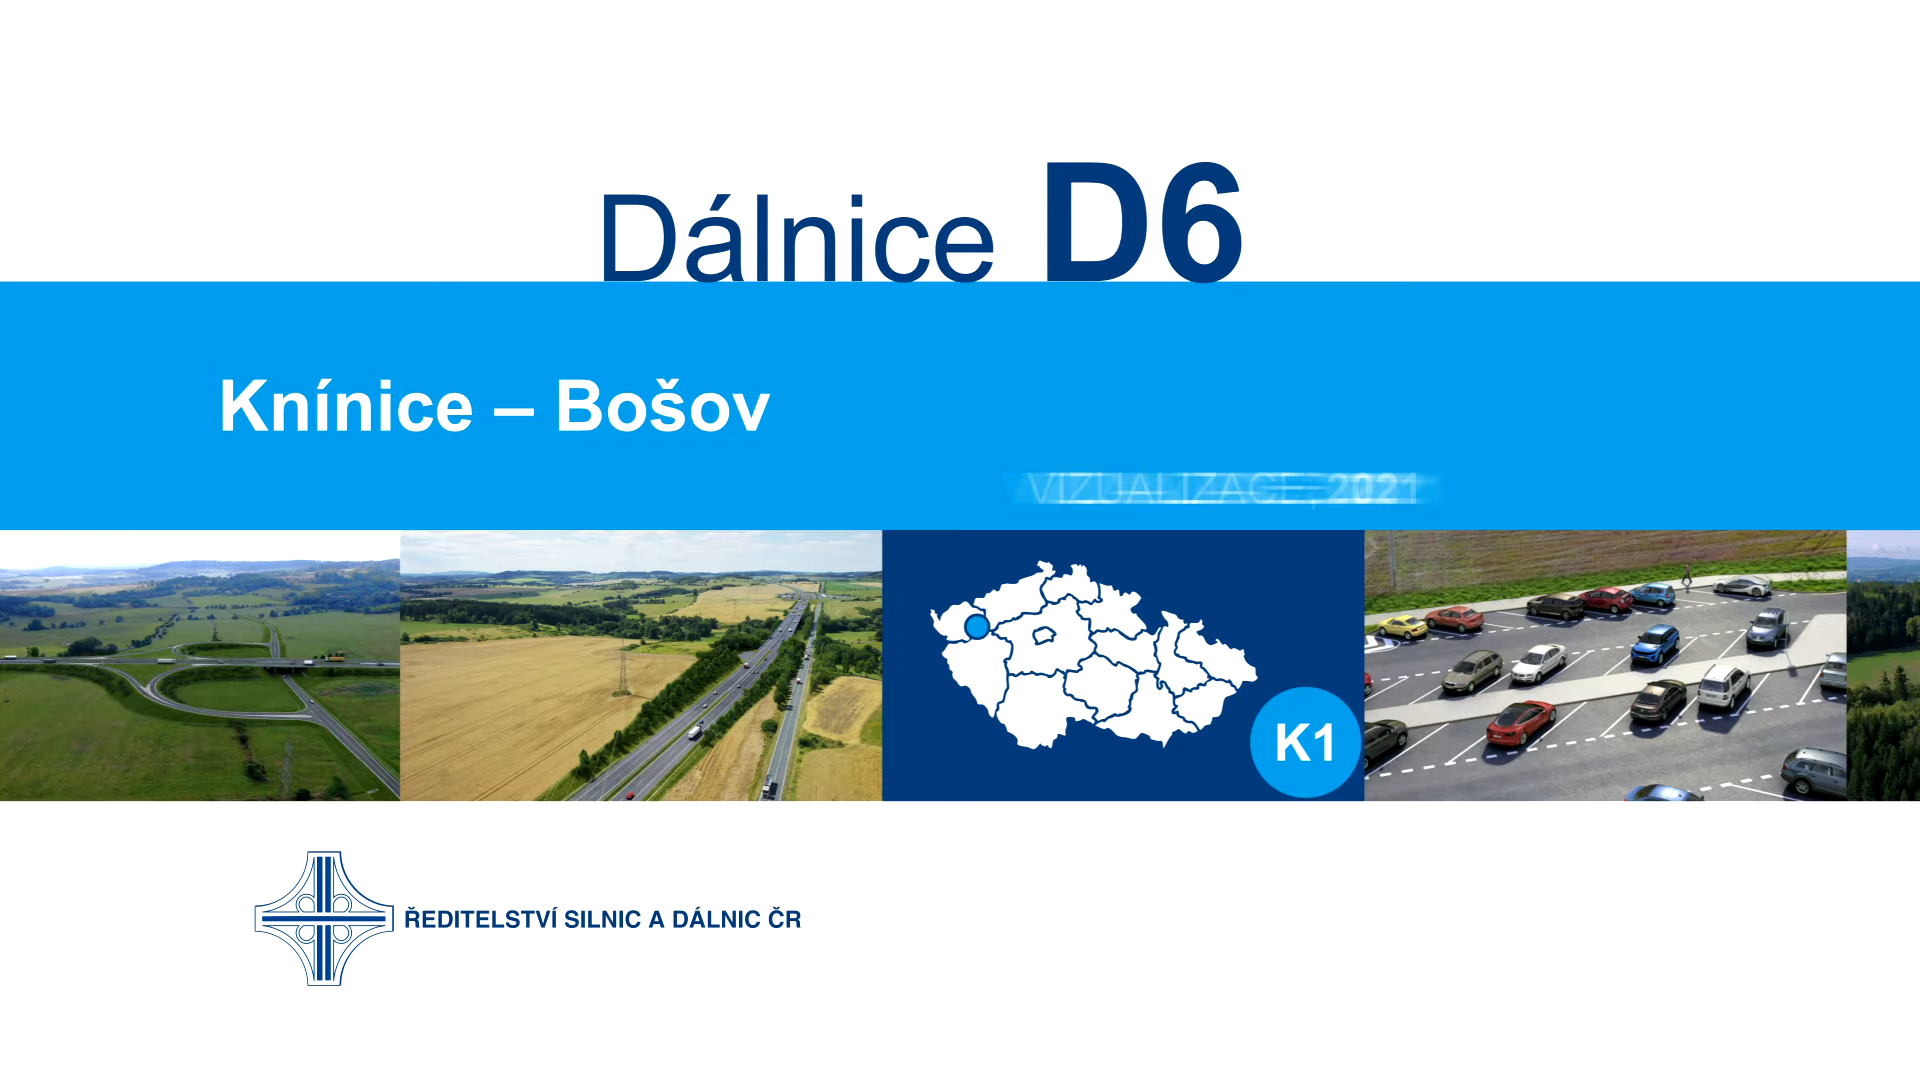 Dálnice D6
Knínice – Bošov
VIZUALIZACE, 2021
K1
ŘEDITELSTVÍ SILNIC A DÁLNIC ČR